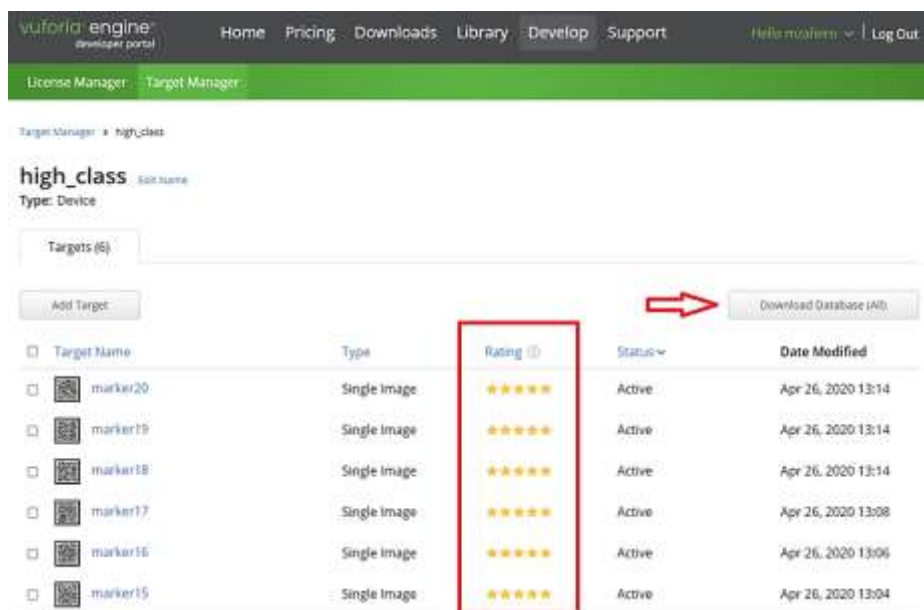 vuforia engine™ Home Pricing Downloads Library Develop Support Log Out
developer portal
License Manager Target Manager
Target Manager > high_class
high_class Edit Name
Type: Device
Targets (6)
Add Target Download Database (All)
Target Name Type Rating Status Date Modified
marker20 Single Image Active Apr 26, 2020 13:14
marker19 Single Image Active Apr 26, 2020 13:14
marker18 Single Image Active Apr 26, 2020 13:14
marker17 Single Image Active Apr 26, 2020 13:08
marker16 Single Image Active Apr 26, 2020 13:06
marker15 Single Image Active Apr 26, 2020 13:04